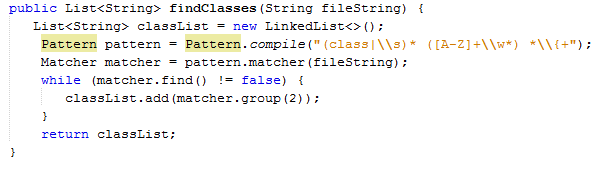 public List<String> findClasses(String fileString) {
List<String> classList = new LinkedList<>();
Pattern pattern = Pattern.compile("(class|\\s)* ([A-Z]+\\w*) *\\{+");
Matcher matcher = pattern.matcher(fileString);
while (matcher.find() != false) {
classList.add(matcher.group(2));
}
return classList;
}